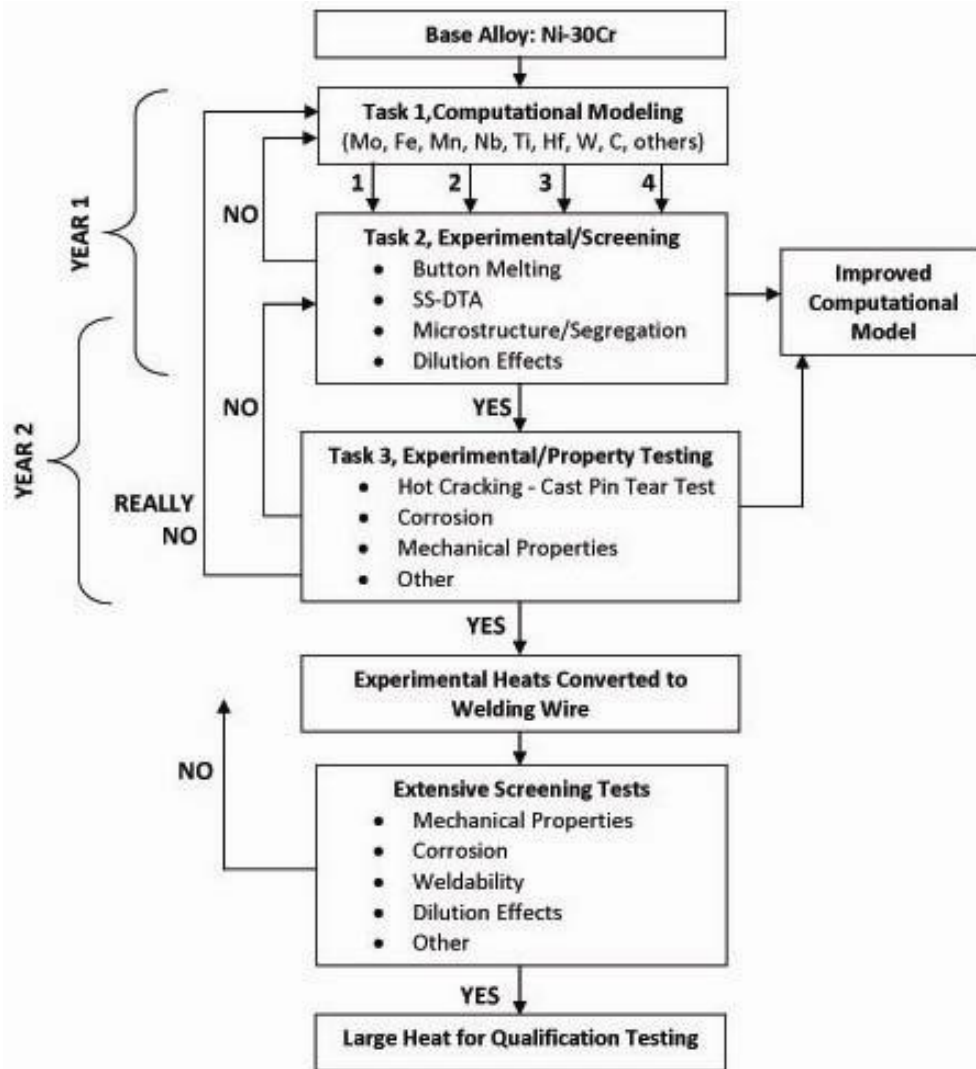 Base Alloy: Ni-30Cr
Task 1,Computational Modeling
(Mo, Fe, Mn, Nb, Ti, Hf, W, C, others)
1 2 3 4
NO
YEAR 1
Task 2, Experimental/Screening
● Button Melting
● SS-DTA
● Microstructure/Segregation
● Dilution Effects
Improved
Computational
Model
YES
NO
YEAR 2
Task 3, Experimental/Property Testing
● Hot Cracking - Cast Pin Tear Test
● Corrosion
● Mechanical Properties
● Other
REALLY
NO
YES
Experimental Heats Converted to
Welding Wire
NO
Extensive Screening Tests
● Mechanical Properties
● Corrosion
● Weldability
● Dilution Effects
● Other
YES
Large Heat for Qualification Testing